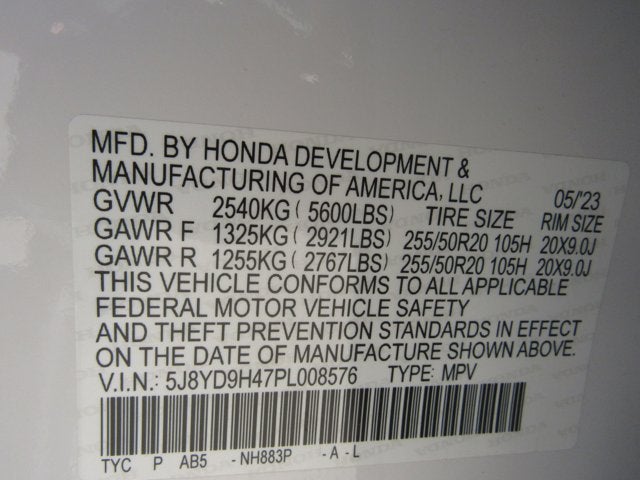 MFD. BY HONDA DEVELOPMENT &
MANUFACTURING OF AMERICA, LLC 05/'23
GVWR 2540KG ( 5600LBS) TIRE SIZE RIM SIZE
GAWR F 1325KG ( 2921LBS) 255/50R20 105H 20X9.0J
GAWR R 1255KG ( 2767LBS) 255/50R20 105H 20X9.0J
THIS VEHICLE CONFORMS TO ALL APPLICABLE
FEDERAL MOTOR VEHICLE SAFETY
AND THEFT PREVENTION STANDARDS IN EFFECT
ON THE DATE OF MANUFACTURE SHOWN ABOVE.
V.I.N.: 5J8YD9H47PL008576 TYPE: MPV
TYC P AB5 - NH883P - A - L